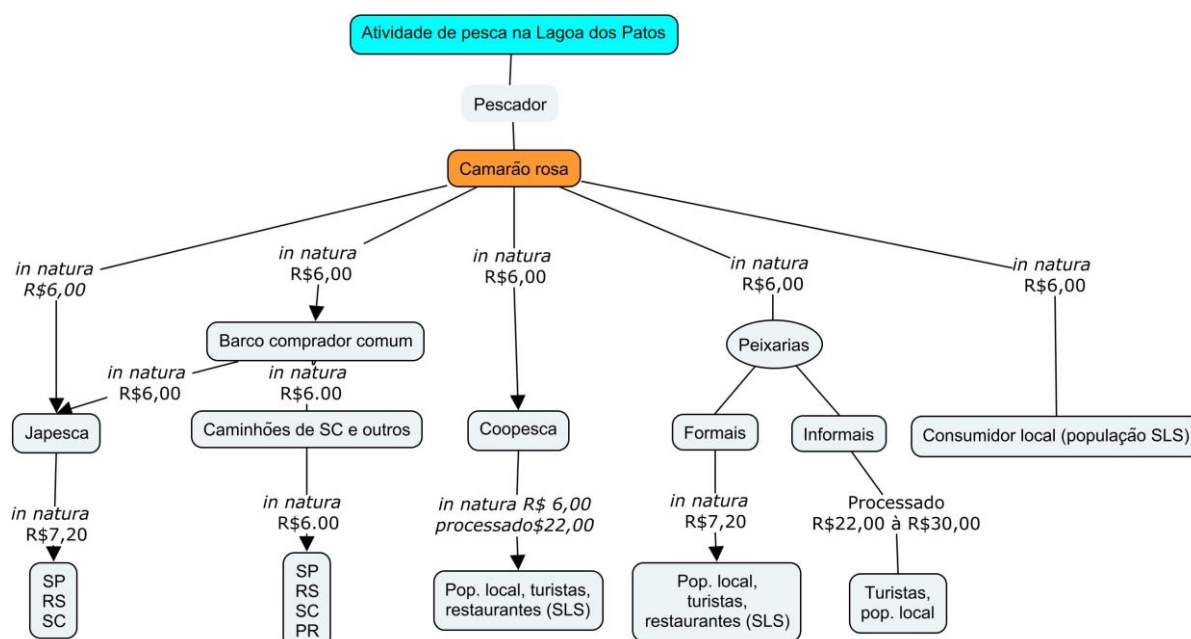 Atividade de pesca na Lagoa dos Patos
Pescador
Camarão rosa
in natura
R$6,00
in natura
R$6,00
in natura
R$6,00
in natura
R$6,00
in natura
R$6,00
Barco comprador comum
Peixarias
in natura
R$6,00
in natura
R$6.00
Japesca
Caminhões de SC e outros
Coopesca
Formais
Informais
Consumidor local (população SLS)
in natura
R$7,20
in natura
R$6.00
in natura R$ 6,00
processado$22,00
in natura
R$7,20
Processado
R$22,00 à R$30,00
SP
RS
SC
SP
RS
SC
PR
Pop. local, turistas,
restaurantes (SLS)
Pop. local,
turistas,
restaurantes (SLS)
Turistas,
pop. local